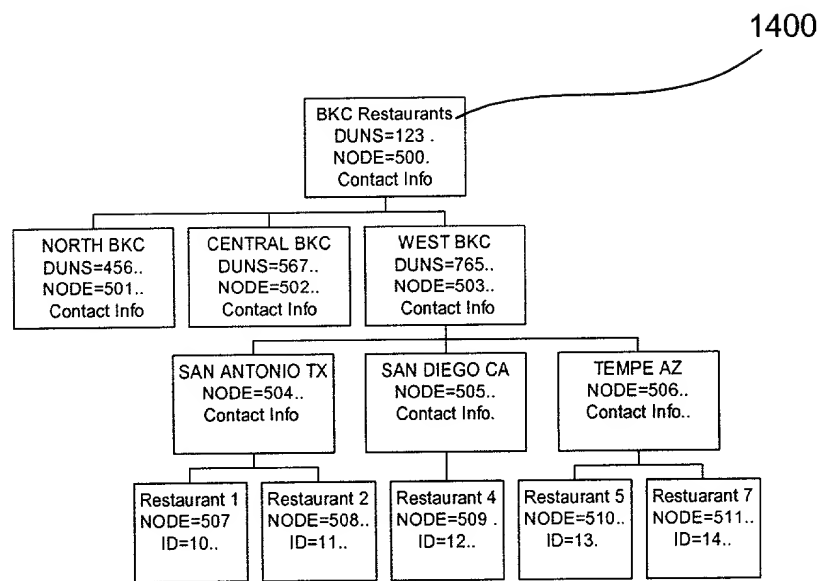 1400
BKC Restaurants
DUNS=123 .
NODE=500.
Contact Info
NORTH BKC
DUNS=456..
NODE=501..
Contact Info
CENTRAL BKC
DUNS=567..
NODE=502..
Contact Info
WEST BKC
DUNS=765..
NODE=503..
Contact Info
SAN ANTONIO TX
NODE=504..
Contact Info
SAN DIEGO CA
NODE=505..
Contact Info.
TEMPE AZ
NODE=506..
Contact Info..
Restaurant 1
NODE=507
ID=10..
Restaurant 2
NODE=508..
ID=11..
Restaurant 4
NODE=509 .
ID=12..
Restaurant 5
NODE=510..
ID=13.
Restuarant 7
NODE=511..
ID=14..